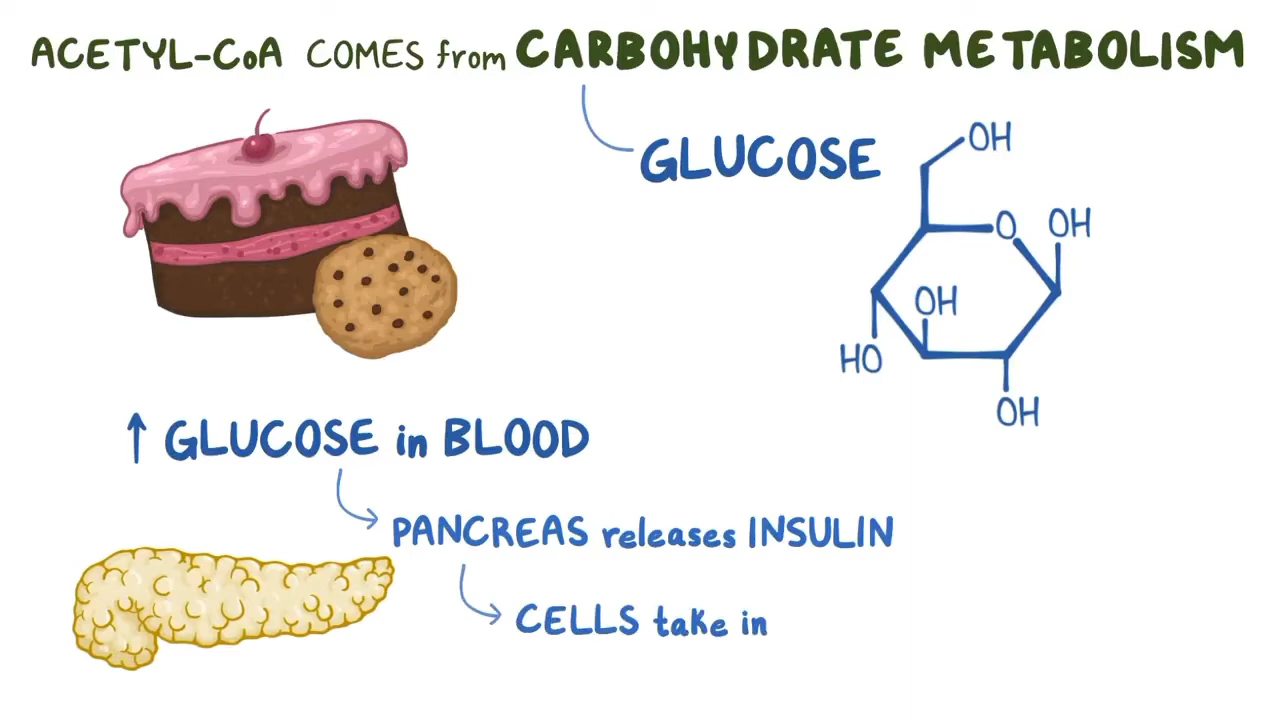 ACETYL-CoA COMES from CARBOHYDRATE METABOLISM
GLUCOSE
OH
O
OH
OH
HO
OH
↑ GLUCOSE in BLOOD
PANCREAS releases INSULIN
CELLS take in